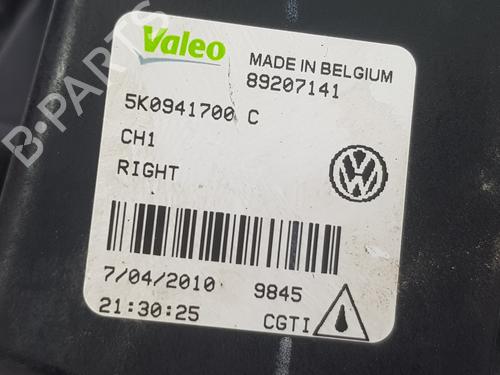 Valeo
MADE IN BELGIUM
89207141
5K0941700 C
CH1
RIGHT
7/04/2010 9845
21:30:25 CGTI
B-PARTS